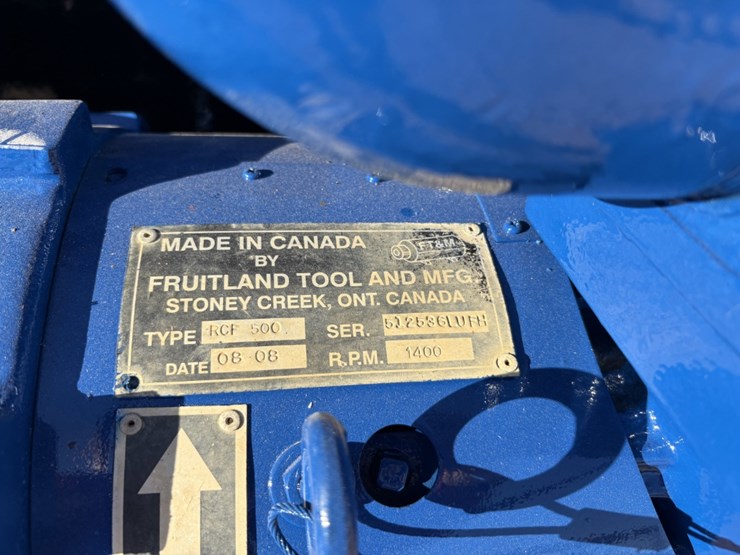 MADE IN CANADA
FT&M
BY
FRUITLAND TOOL AND MFG.
STONEY CREEK, ONT. CANADA
TYPE RCF 500. SER.
DATE 08-08 R.P.M. 1400